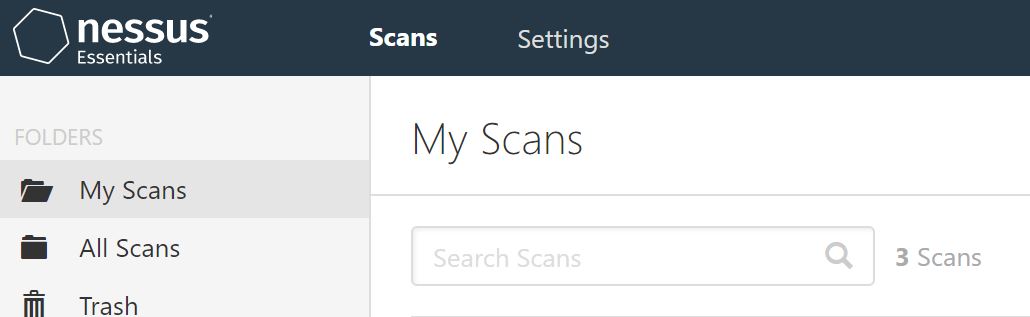 nessus
Essentials
Scans
Settings
FOLDERS
My Scans
All Scans
Trash
My Scans
Search Scans
3 Scans